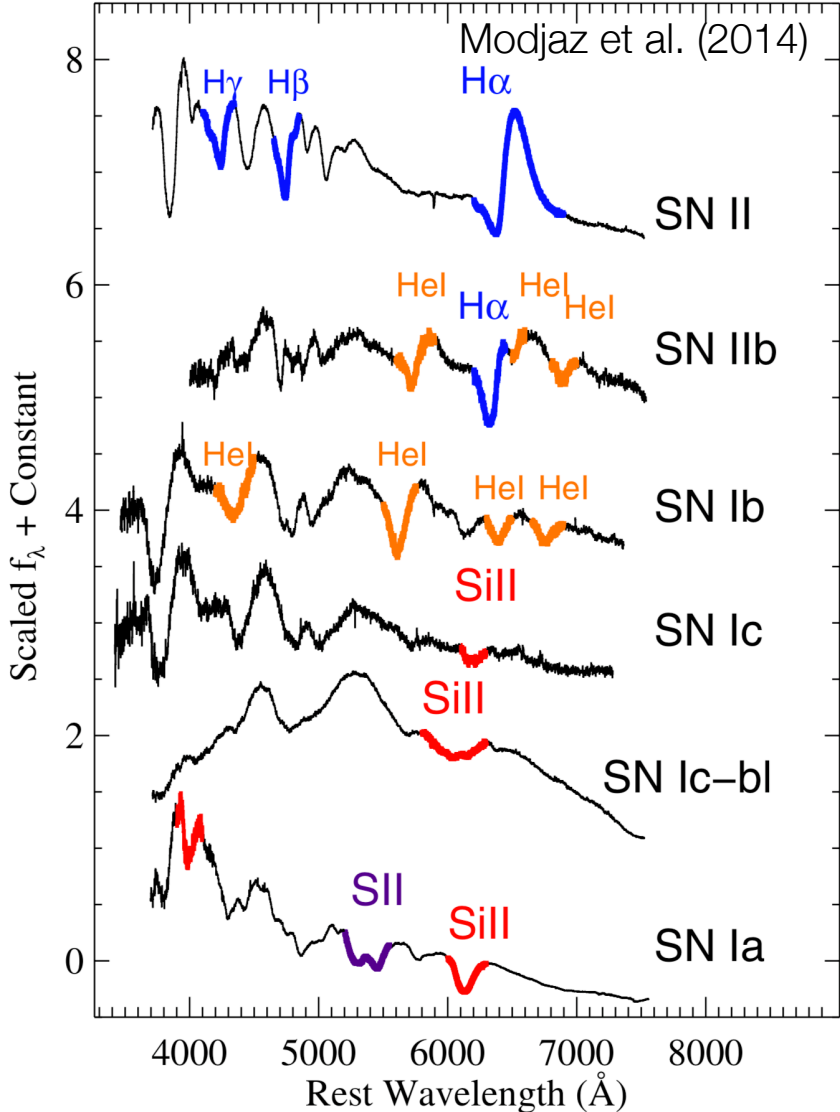 Modjaz et al. (2014)
8
Hγ
Hβ
Hα
SN II
6
HeI
Hα
HeI
HeI
SN IIb
HeI
HeI
HeI
HeI
SN Ib
4
SiII
SN Ic
SiII
2
SN Ic-bl
SII
SiII
SN Ia
0
Scaled fλ + Constant
4000 5000 6000 7000 8000
Rest Wavelength (Å)